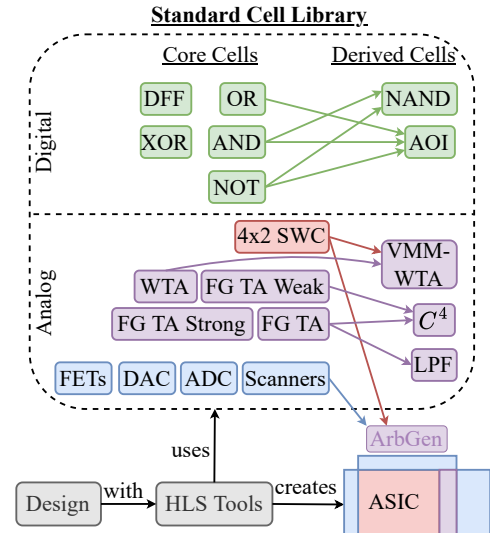 Standard Cell Library
Core Cells Derived Cells
Digital
DFF OR NAND
XOR AND AOI
NOT
Analog
4x2 SWC
VMM-
WTA
WTA FG TA Weak
FG TA Strong FG TA C⁴
LPF
FETs DAC ADC Scanners
uses
ArbGen
Design with HLS Tools creates ASIC